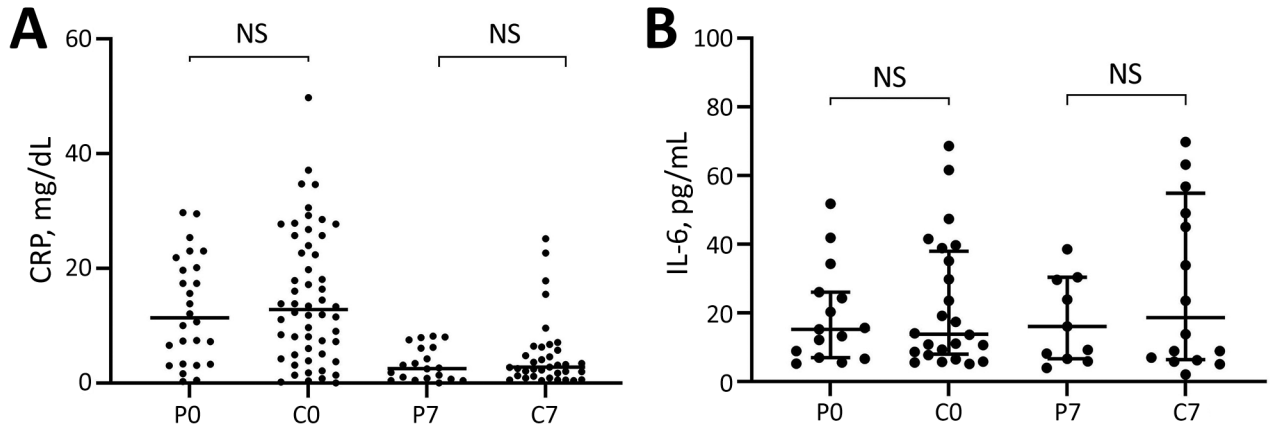 A
NS
NS
CRP, mg/dL
60
40
20
0
P0
C0
P7
C7
B
NS
NS
IL-6, pg/mL
100
80
60
40
20
0
P0
C0
P7
C7